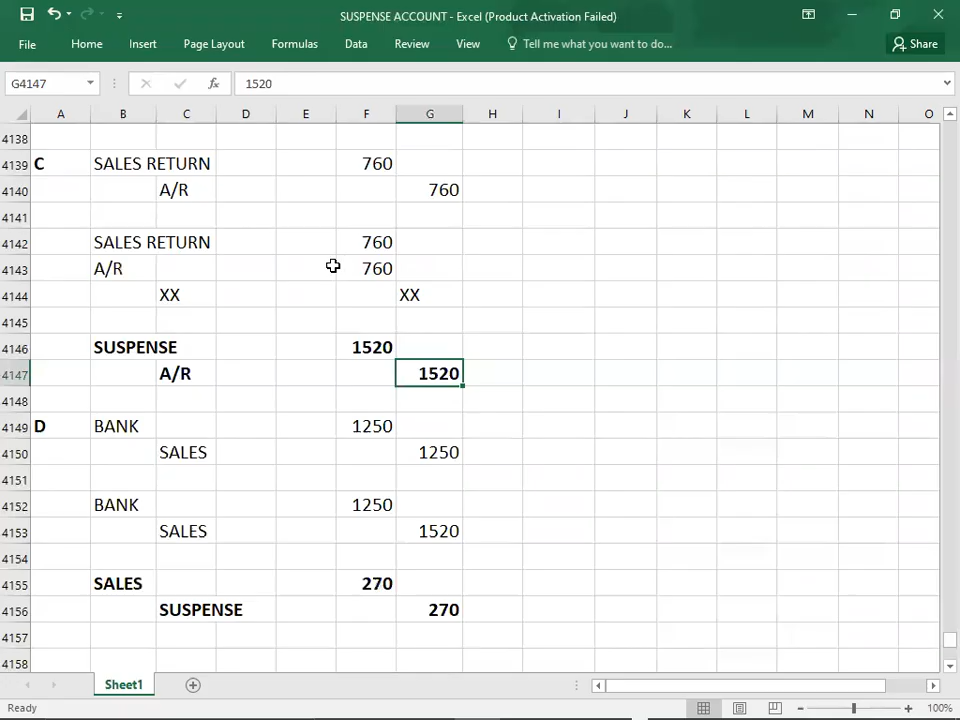 SUSPENSE ACCOUNT - Excel (Product Activation Failed)
File Home Insert Page Layout Formulas Data Review View Tell me what you want to do... Share
G4147 fx 1520
A B C D E F G H I J K L M N O
4138
4139 C SALES RETURN 760
4140 A/R 760
4141
4142 SALES RETURN 760
4143 A/R 760
4144 XX XX
4145
4146 SUSPENSE 1520
4147 A/R 1520
4148
4149 D BANK 1250
4150 SALES 1250
4151
4152 BANK 1250
4153 SALES 1520
4154
4155 SALES 270
4156 SUSPENSE 270
4157
4158
Sheet1
Ready 100%